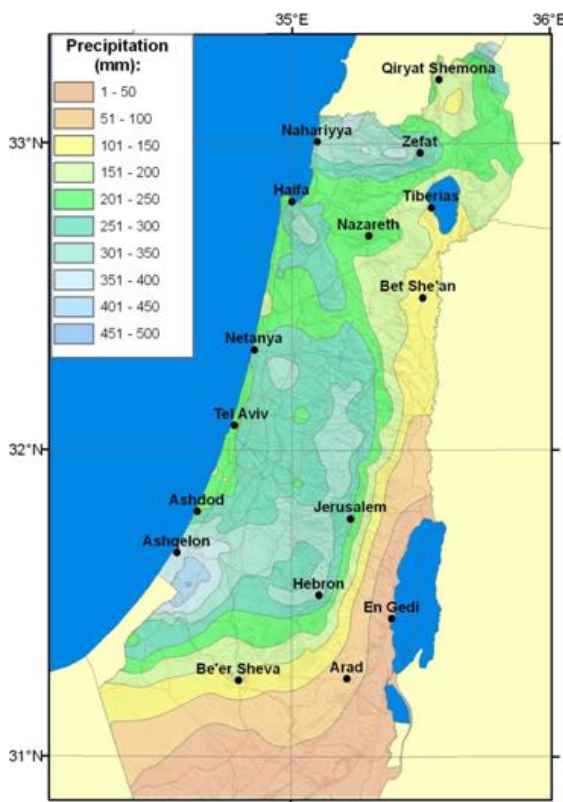 35°E
36°E
Precipitation
(mm):
1 - 50
51 - 100
101 - 150
151 - 200
201 - 250
251 - 300
301 - 350
351 - 400
401 - 450
451 - 500
Qiryat Shemona
33°N
Nahariyya
Zefat
Haifa
Tiberias
Nazareth
Bet She'an
Netanya
Tel Aviv
32°N
Ashdod
Jerusalem
Ashqelon
Hebron
En Gedi
Be'er Sheva
Arad
31°N